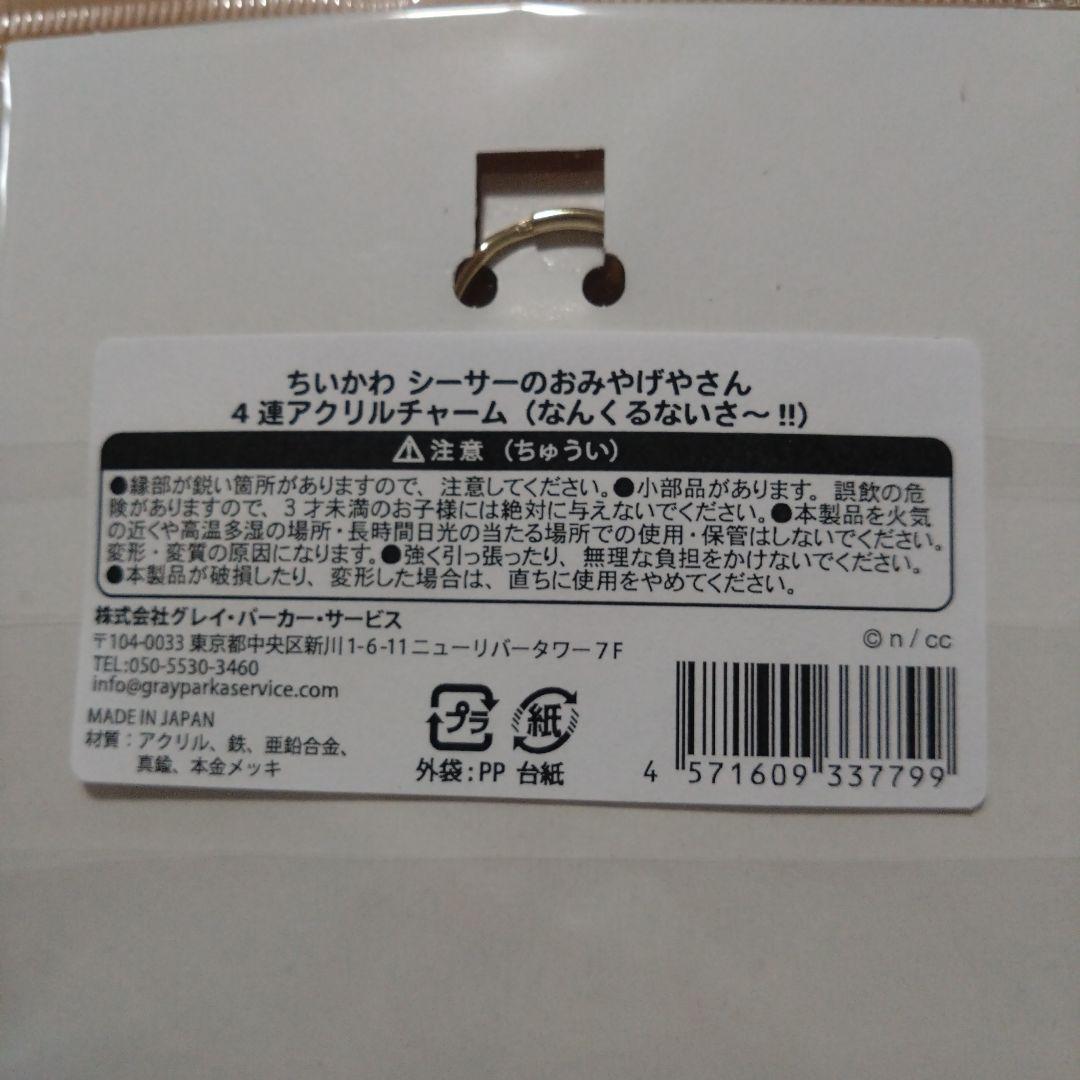 ちいかわ シーサーのおみやげやさん
4連アクリルチャーム（なんくるないさ～!!）
⚠注意（ちゅうい）
●縁部が鋭い箇所がありますので、注意してください。●小部品があります。誤飲の危
険がありますので、3才未満のお子様には絶対に与えないでください。●本製品を火気
の近くや高温多湿の場所・長時間日光の当たる場所での使用・保管はしないでください。
変形・変質の原因になります。●強く引っ張ったり、無理な負担をかけないでください。
●本製品が破損したり、変形した場合は、直ちに使用をやめてください。
株式会社グレイ・パーカー・サービス
〒104-0033 東京都中央区新川1-6-11ニューリバータワー7F
TEL:050-5530-3460
info@grayparkaservice.com
© n / cc
MADE IN JAPAN
材質：アクリル、鉄、亜鉛合金、
真鍮、本金メッキ
プラ 紙
外袋：PP 台紙
4 571609 337799